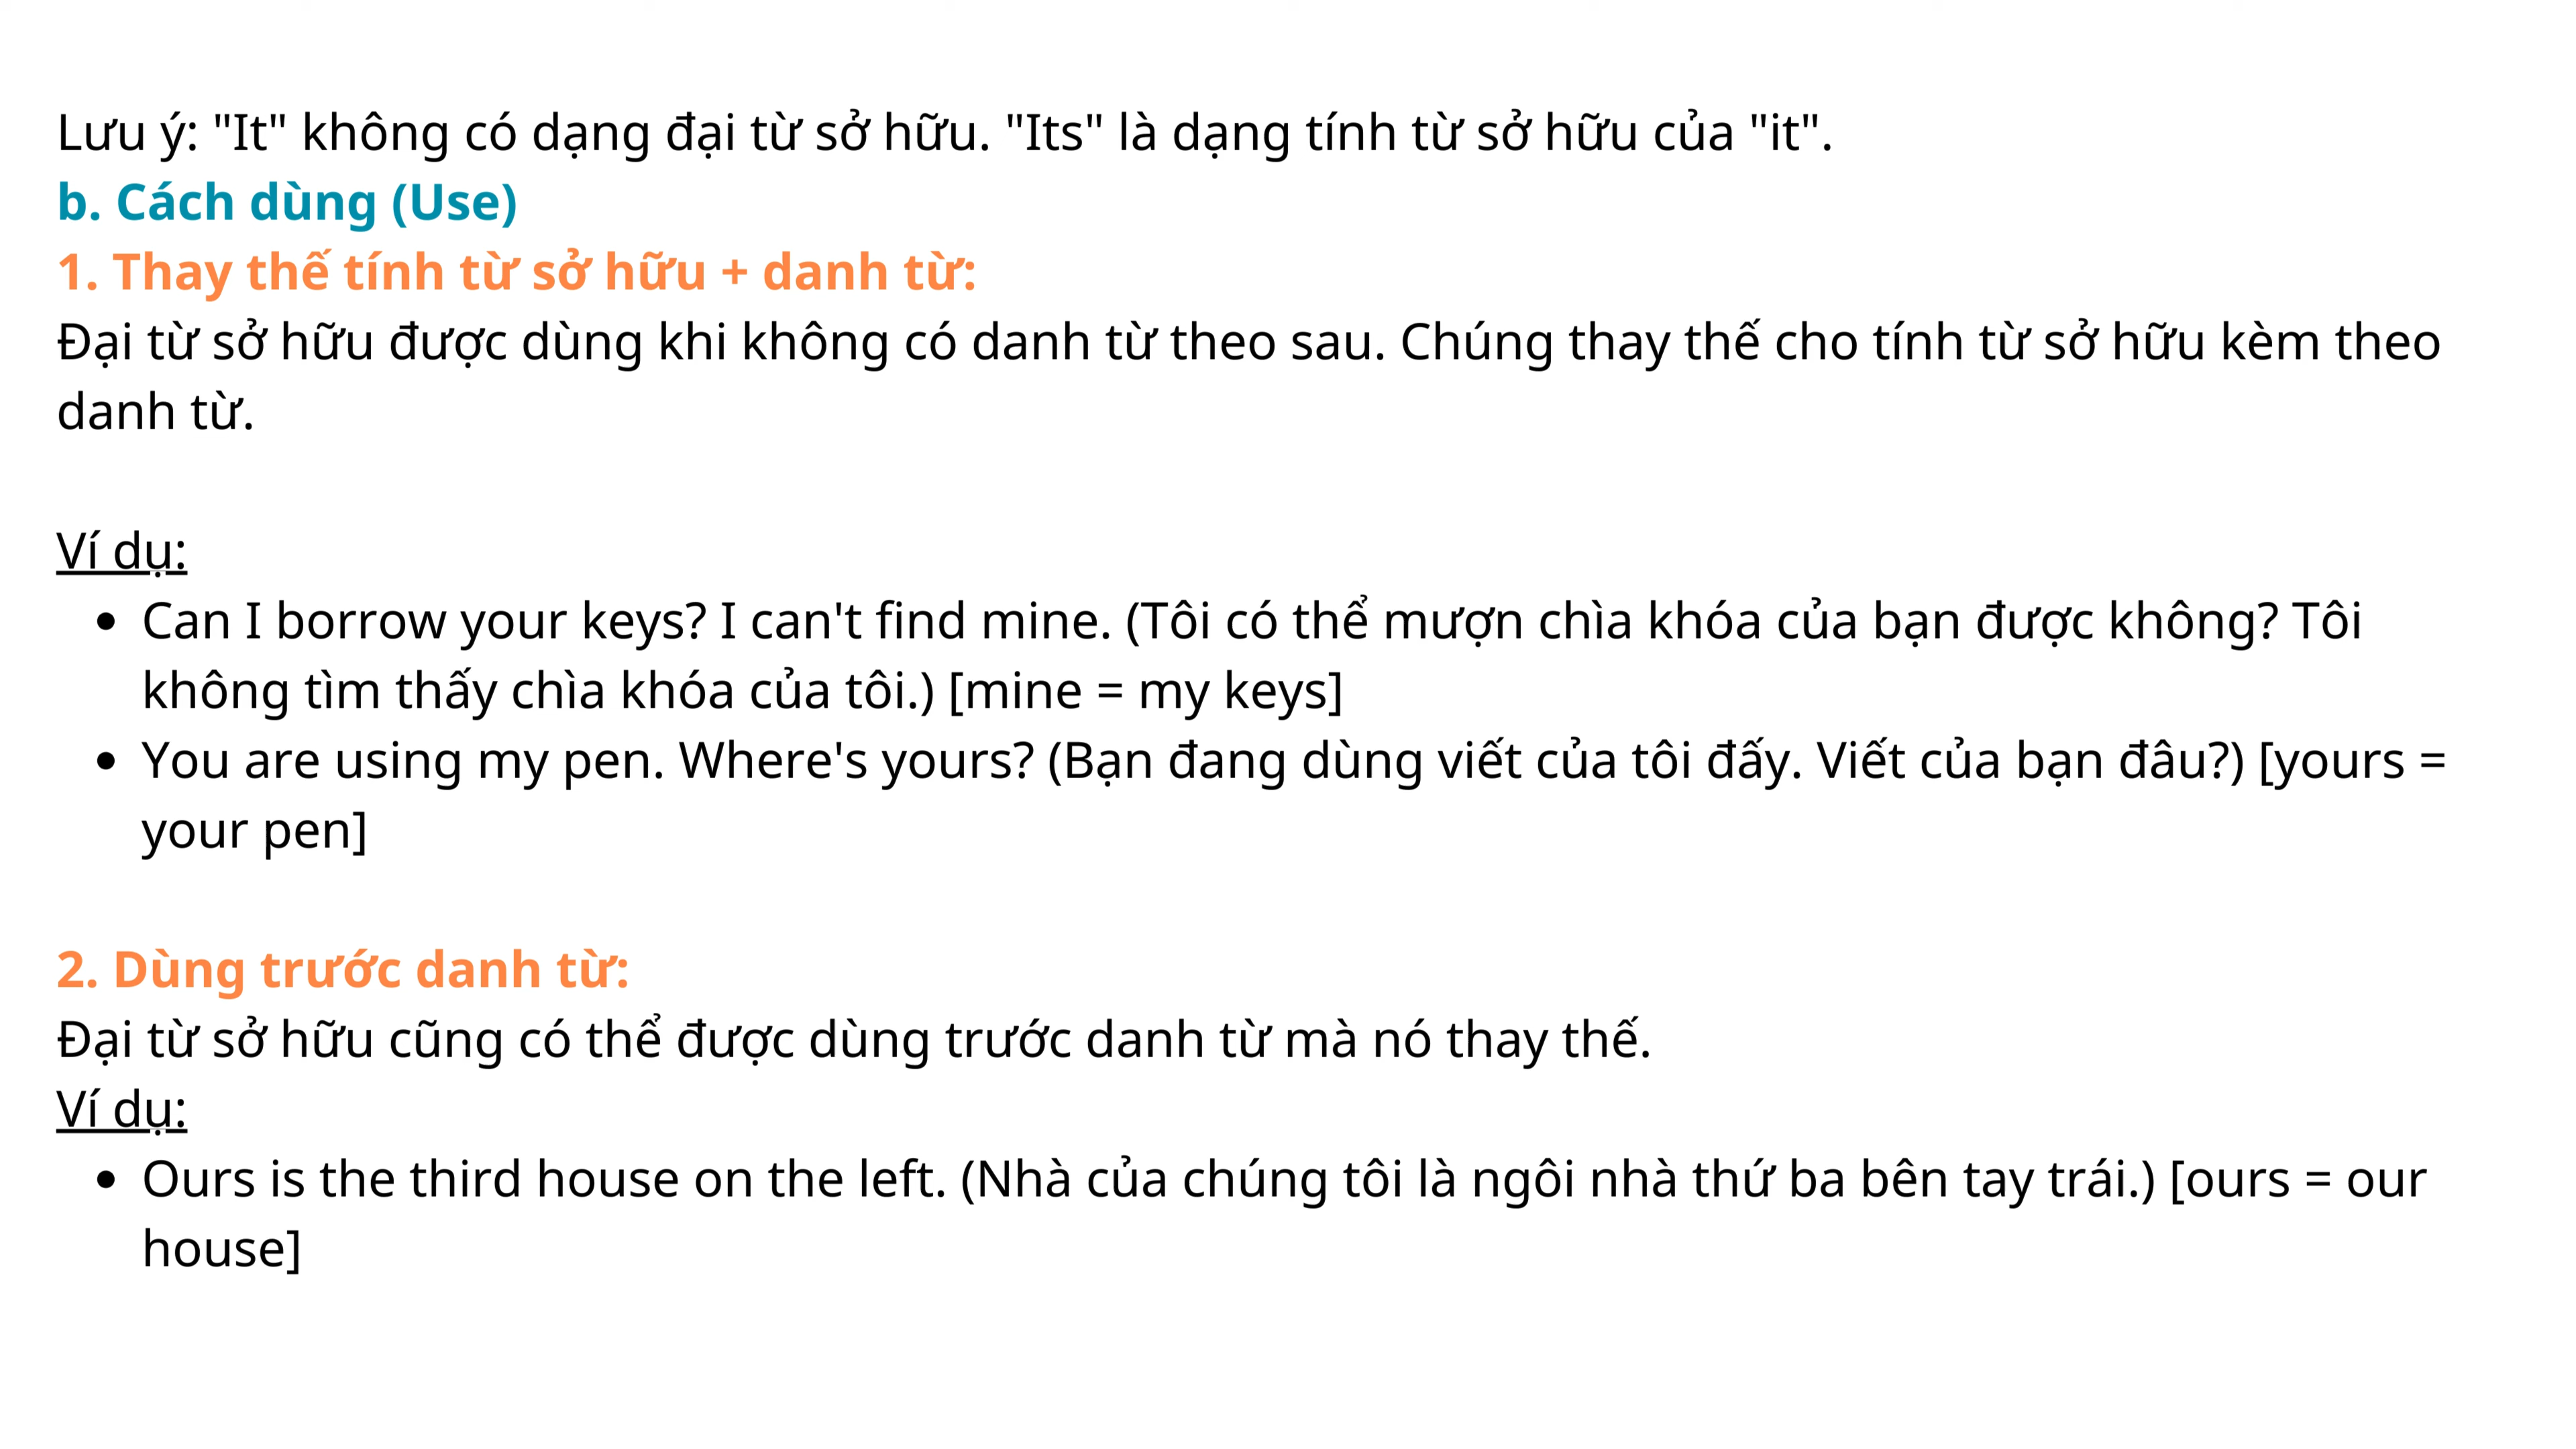 Lưu ý: "It" không có dạng đại từ sở hữu. "Its" là dạng tính từ sở hữu của "it".
b. Cách dùng (Use)
1. Thay thế tính từ sở hữu + danh từ:
Đại từ sở hữu được dùng khi không có danh từ theo sau. Chúng thay thế cho tính từ sở hữu kèm theo
danh từ.
Ví dụ:
• Can I borrow your keys? I can't find mine. (Tôi có thể mượn chìa khóa của bạn được không? Tôi
không tìm thấy chìa khóa của tôi.) [mine = my keys]
• You are using my pen. Where's yours? (Bạn đang dùng viết của tôi đấy. Viết của bạn đâu?) [yours =
your pen]
2. Dùng trước danh từ:
Đại từ sở hữu cũng có thể được dùng trước danh từ mà nó thay thế.
Ví dụ:
• Ours is the third house on the left. (Nhà của chúng tôi là ngôi nhà thứ ba bên tay trái.) [ours = our
house]